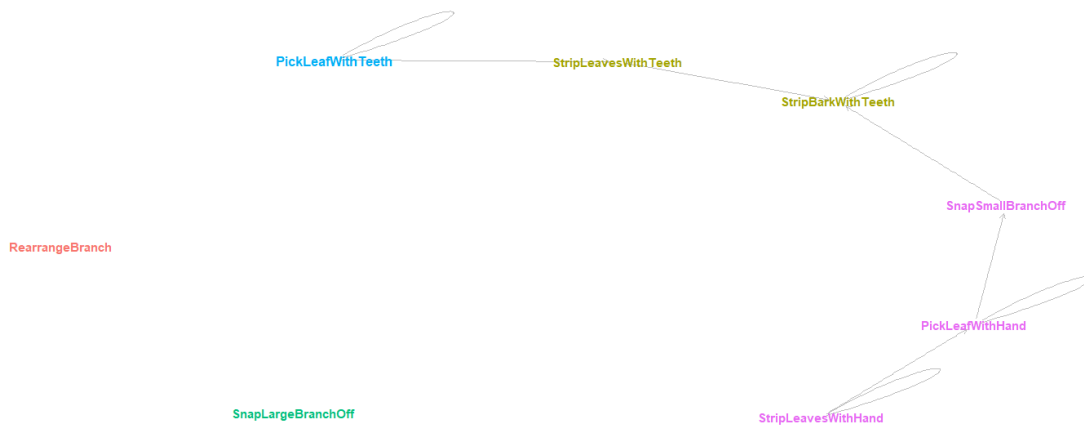 PickLeafWithTeeth
StripLeavesWithTeeth
StripBarkWithTeeth
SnapSmallBranchOff
RearrangeBranch
PickLeafWithHand
SnapLargeBranchOff
StripLeavesWithHand